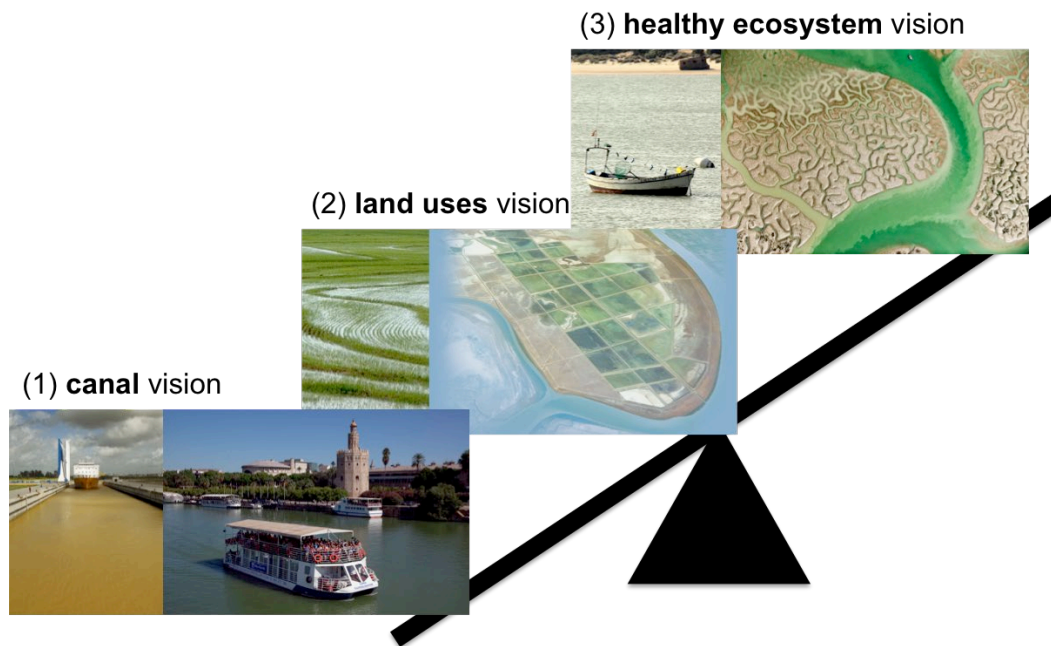 (3) healthy ecosystem vision
(2) land uses vision
(1) canal vision